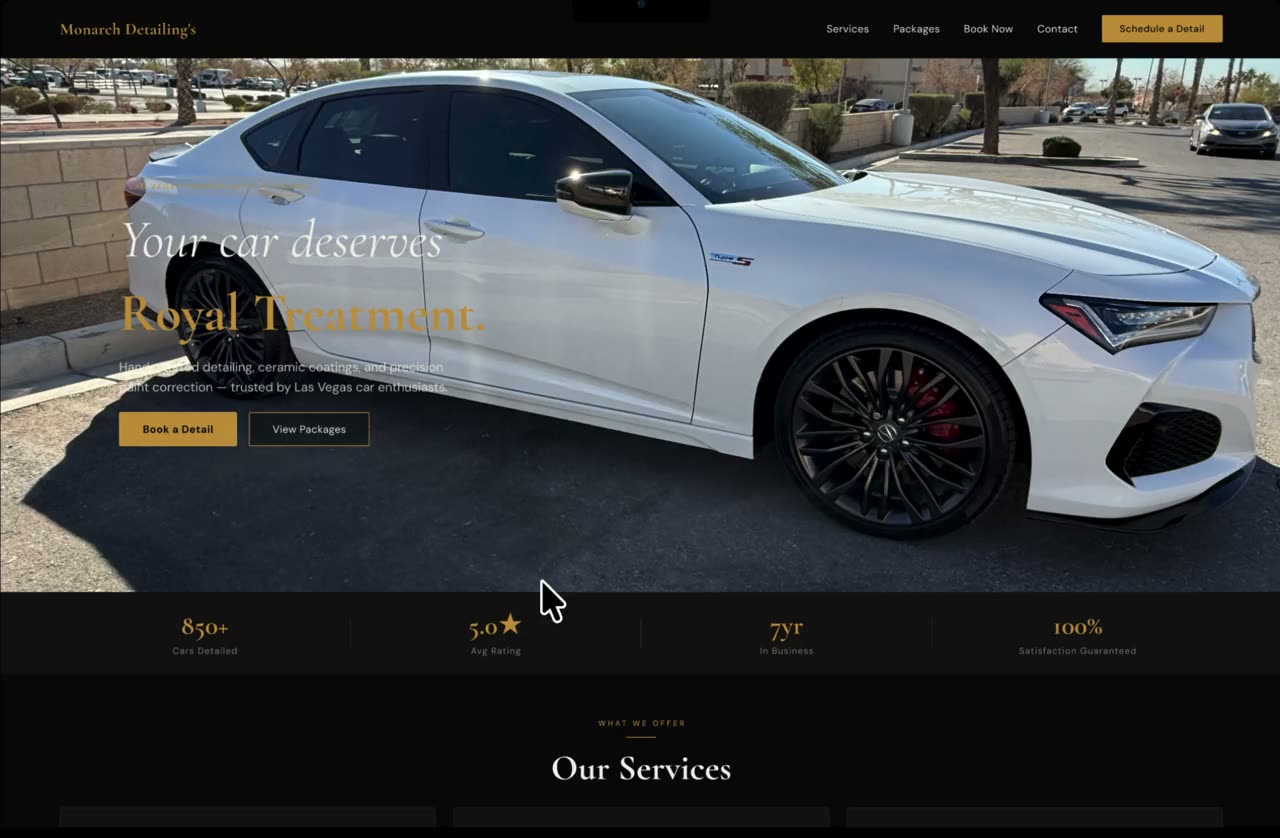 Monarch Detailing's
Services
Packages
Book Now
Contact
Schedule a Detail
Your car deserves
Royal Treatment.
detailing, ceramic coatings, and precision
paint correction — trusted by Las Vegas car enthusiasts.
Book a Detail
View Packages
TYPE S
850+
Cars Detailed
5.0★
Avg Rating
7yr
In Business
100%
Satisfaction Guaranteed
WHAT WE OFFER
Our Services